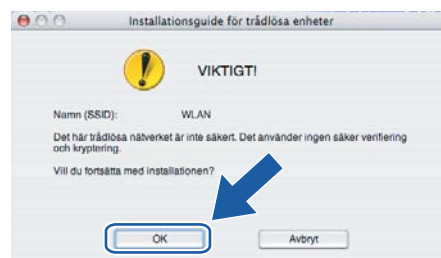 Installationsguide för trådlösa enheter
VIKTIGT!
Namn (SSID): WLAN
Det här trådlösa nätverket är inte säkert. Det använder ingen säker verifiering
och kryptering.
Vill du fortsätta med installationen?
OK Avbryt